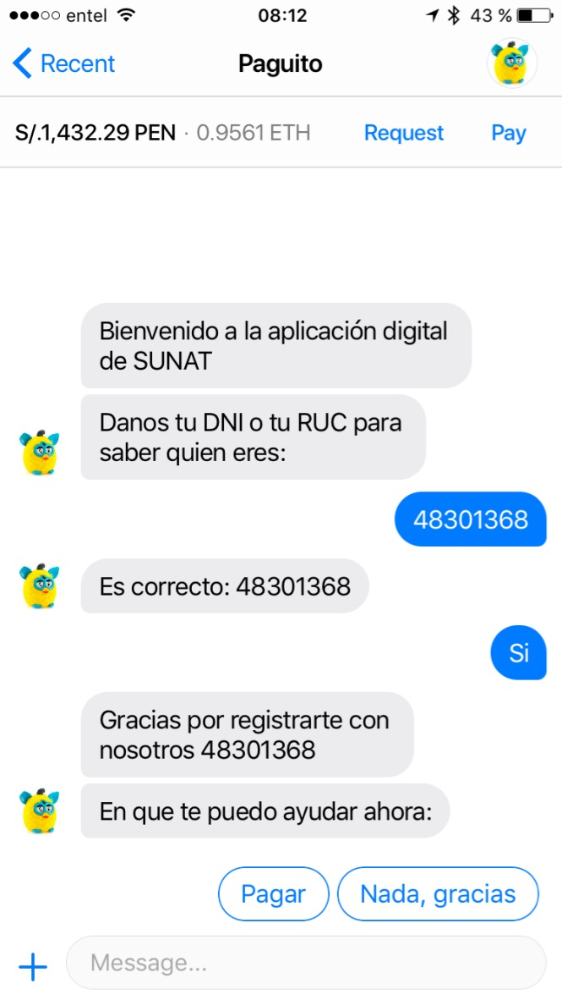 entel 08:12 43 %
Recent Paguito
S/.1,432.29 PEN · 0.9561 ETH Request Pay
Bienvenido a la aplicación digital
de SUNAT
Danos tu DNI o tu RUC para
saber quien eres:
48301368
Es correcto: 48301368
Si
Gracias por registrarte con
nosotros 48301368
En que te puedo ayudar ahora:
Pagar Nada, gracias
Message...